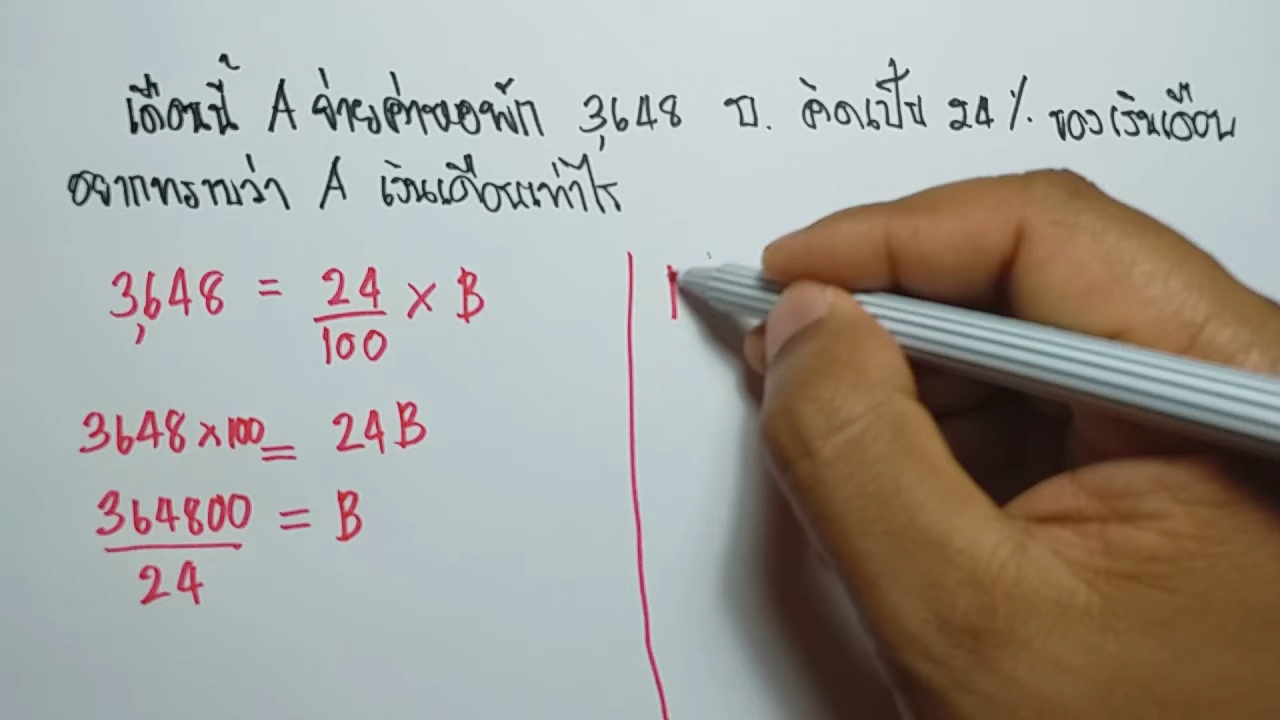 เดือนนี้ A จ่ายค่าหอพัก 3,648 บ. คิดเป็น 24% ของเงินเดือน
อยากทราบว่า A เงินเดือนเท่าไร
3,648 = 24/100 × B
3648 × 100 = 24B
364800/24 = B